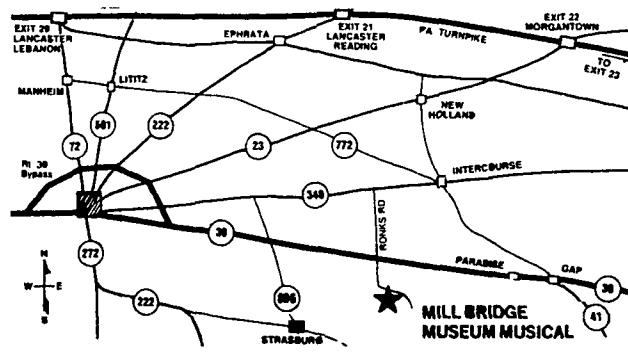 EXIT 20
LANCASTER
LEBANON
EXIT 21
LANCASTER
READING
EXIT 22
MORGANTOWN
PA TURNPIKE
TO
EXIT 23
EPHRATA
MANHEIM
LITITZ
501
222
72
23
772
NEW
HOLLAND
Rt 30
Bypass
INTERCOURSE
340
RONKS RD
30
272
PARADISE
GAP
30
41
N
W E
S
222
896
STRASBURG
MILL BRIDGE
MUSEUM MUSICAL